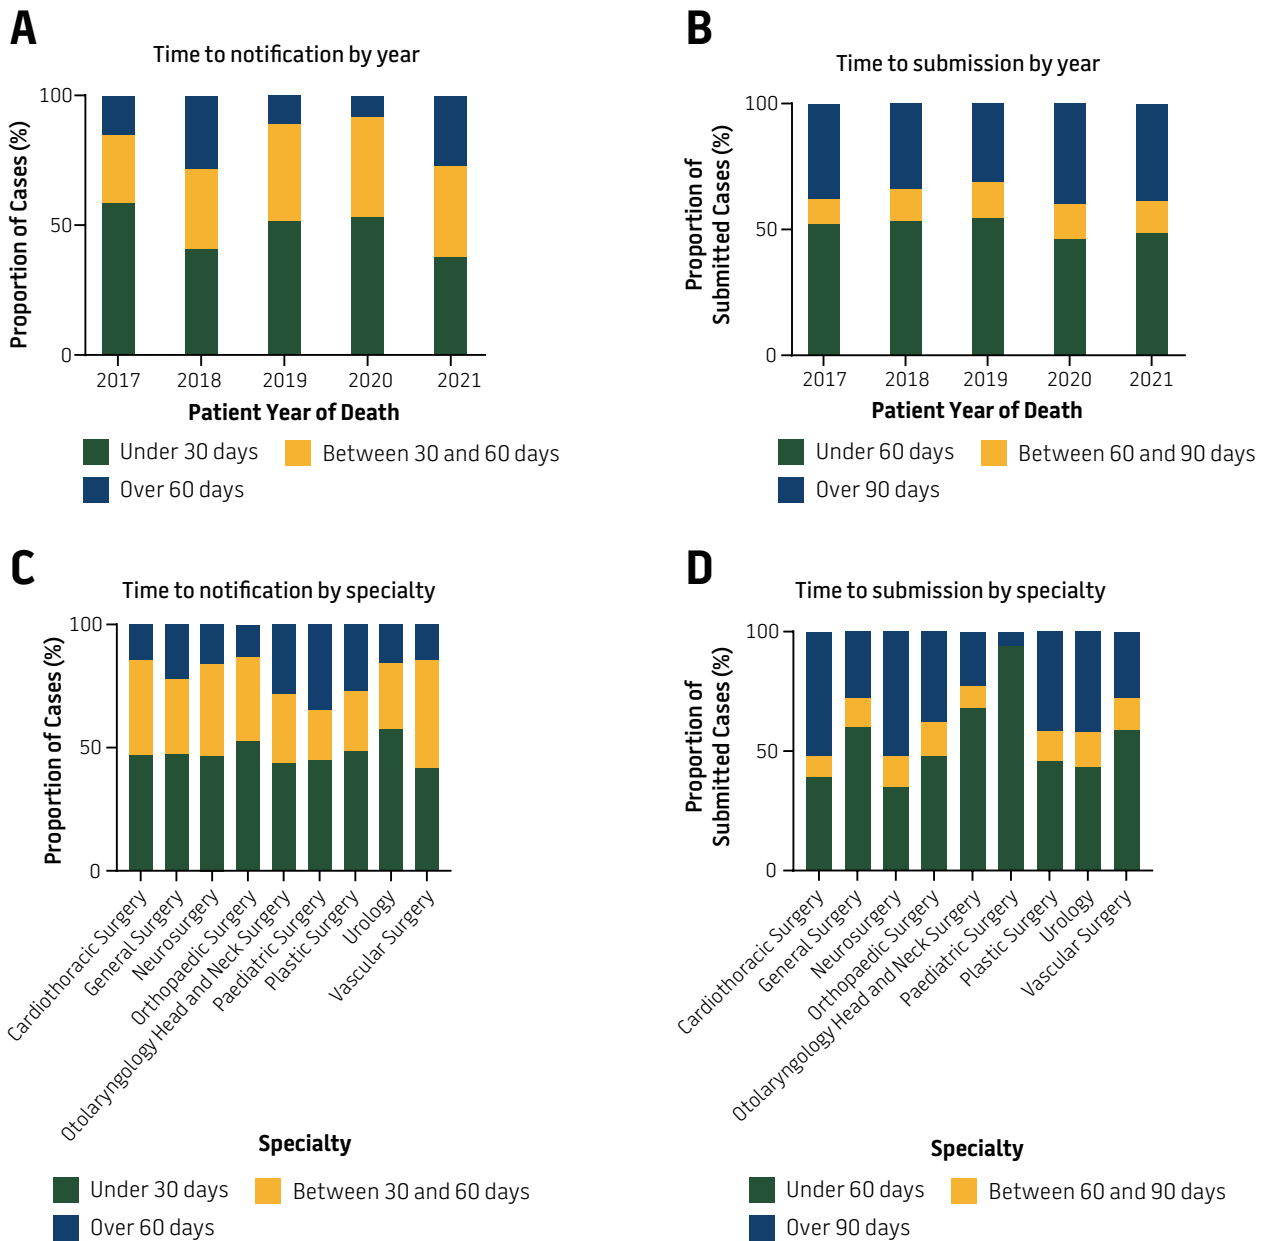 A
Time to notification by year
Proportion of Cases (%)
100
50
0
2017 2018 2019 2020 2021
Patient Year of Death
Under 30 days
Between 30 and 60 days
Over 60 days
B
Time to submission by year
Proportion of
Submitted Cases (%)
100
50
0
2017 2018 2019 2020 2021
Patient Year of Death
Under 60 days
Between 60 and 90 days
Over 90 days
C
Time to notification by specialty
Proportion of Cases (%)
100
50
0
Cardiothoracic Surgery
General Surgery
Neurosurgery
Orthopaedic Surgery
Otolaryngology Head and Neck Surgery
Paediatric Surgery
Plastic Surgery
Urology
Vascular Surgery
Specialty
Under 30 days
Between 30 and 60 days
Over 60 days
D
Time to submission by specialty
Proportion of
Submitted Cases (%)
100
50
0
Cardiothoracic Surgery
General Surgery
Neurosurgery
Orthopaedic Surgery
Otolaryngology Head and Neck Surgery
Paediatric Surgery
Plastic Surgery
Urology
Vascular Surgery
Specialty
Under 60 days
Between 60 and 90 days
Over 90 days